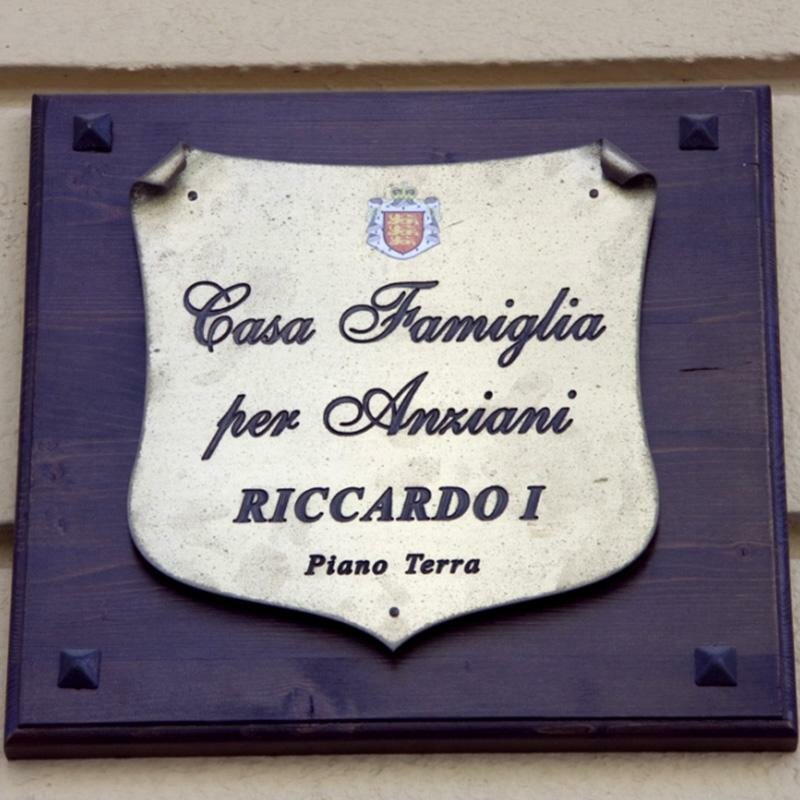 Casa Famiglia
per Anziani
RICCARDO I
Piano Terra